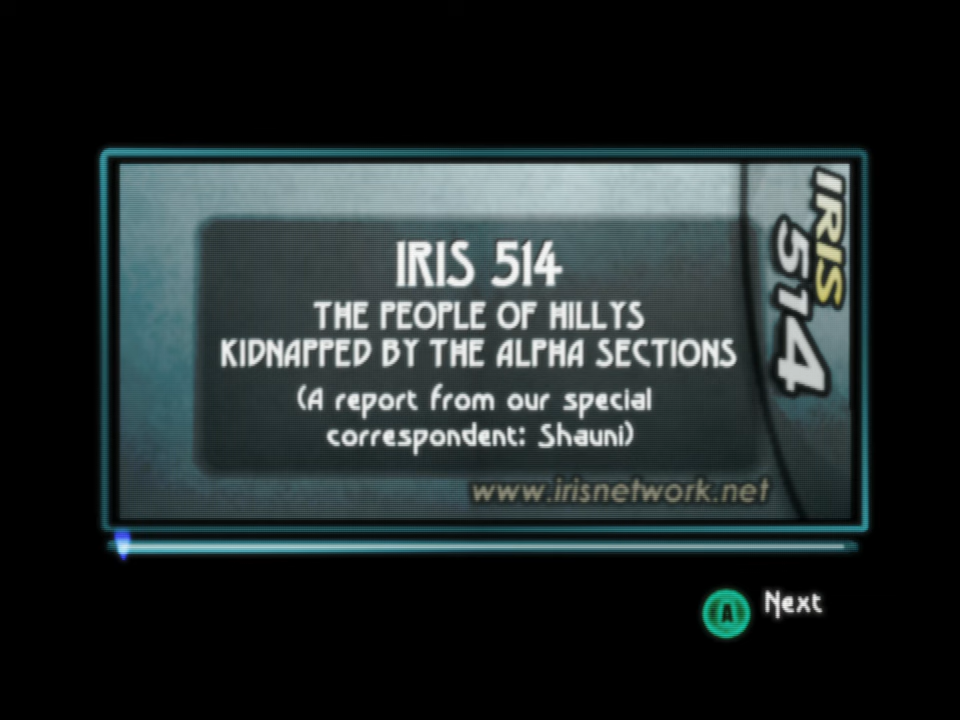 IRIS 514
THE PEOPLE OF HILLYS
KIDNAPPED BY THE ALPHA SECTIONS
(A report from our special
correspondent: Shauni)
www.irisnetwork.net
IRIS
514
A Next